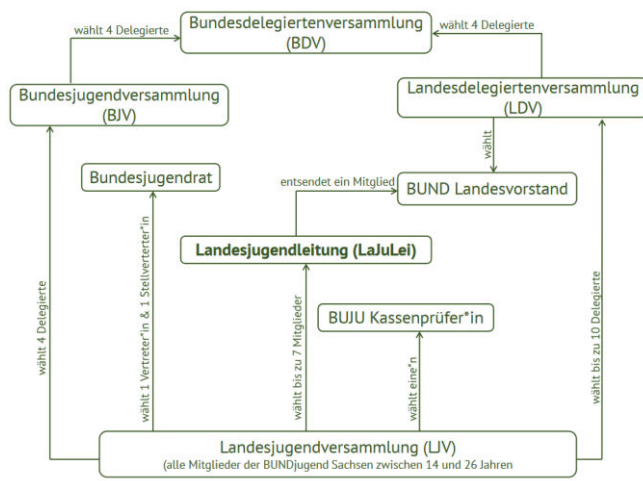 wählt 4 Delegierte
Bundesdelegiertenversammlung
(BDV)
wählt 4 Delegierte
Bundesjugendversammlung
(BJV)
Landesdelegiertenversammlung
(LDV)
wählt
Bundesjugendrat
entsendet ein Mitglied
BUND Landesvorstand
Landesjugendleitung (LaJuLei)
BUJU Kassenprüfer*in
wählt 4 Delegierte
wählt 1 Vertreter*in & 1 Stellverterter*in
wählt bis zu 7 Mitglieder
wählt eine*n
wählt bis zu 10 Delegierte
Landesjugendversammlung (LJV)
(alle Mitglieder der BUNDjugend Sachsen zwischen 14 und 26 Jahren